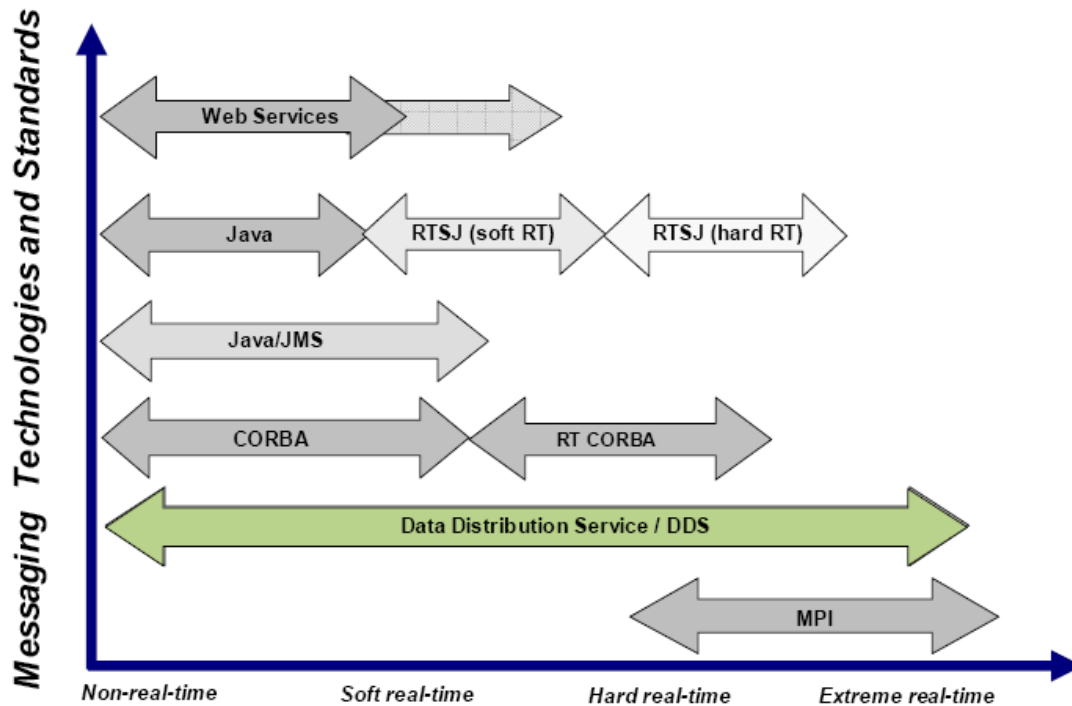 Messaging Technologies and Standards
Web Services
Java
RTSJ (soft RT)
RTSJ (hard RT)
Java/JMS
CORBA
RT CORBA
Data Distribution Service / DDS
MPI
Non-real-time
Soft real-time
Hard real-time
Extreme real-time